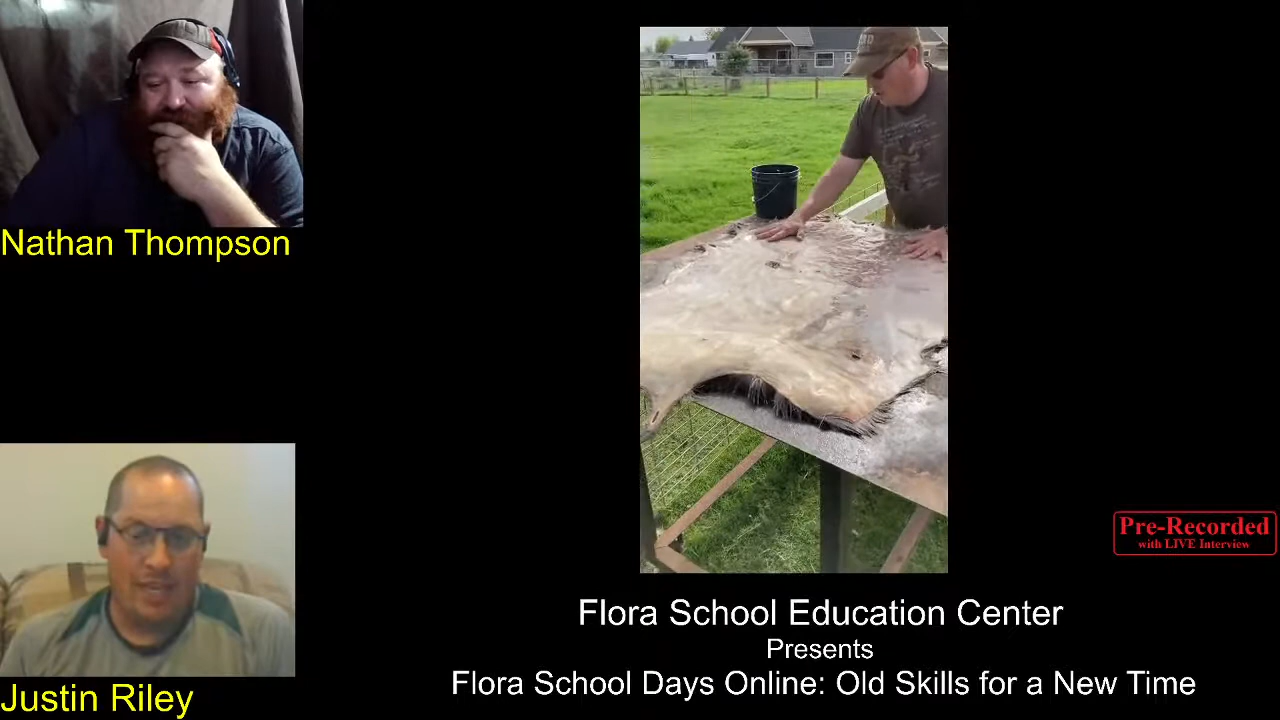 Nathan Thompson
Justin Riley
Pre-Recorded
with LIVE Interview
Flora School Education Center
Presents
Flora School Days Online: Old Skills for a New Time